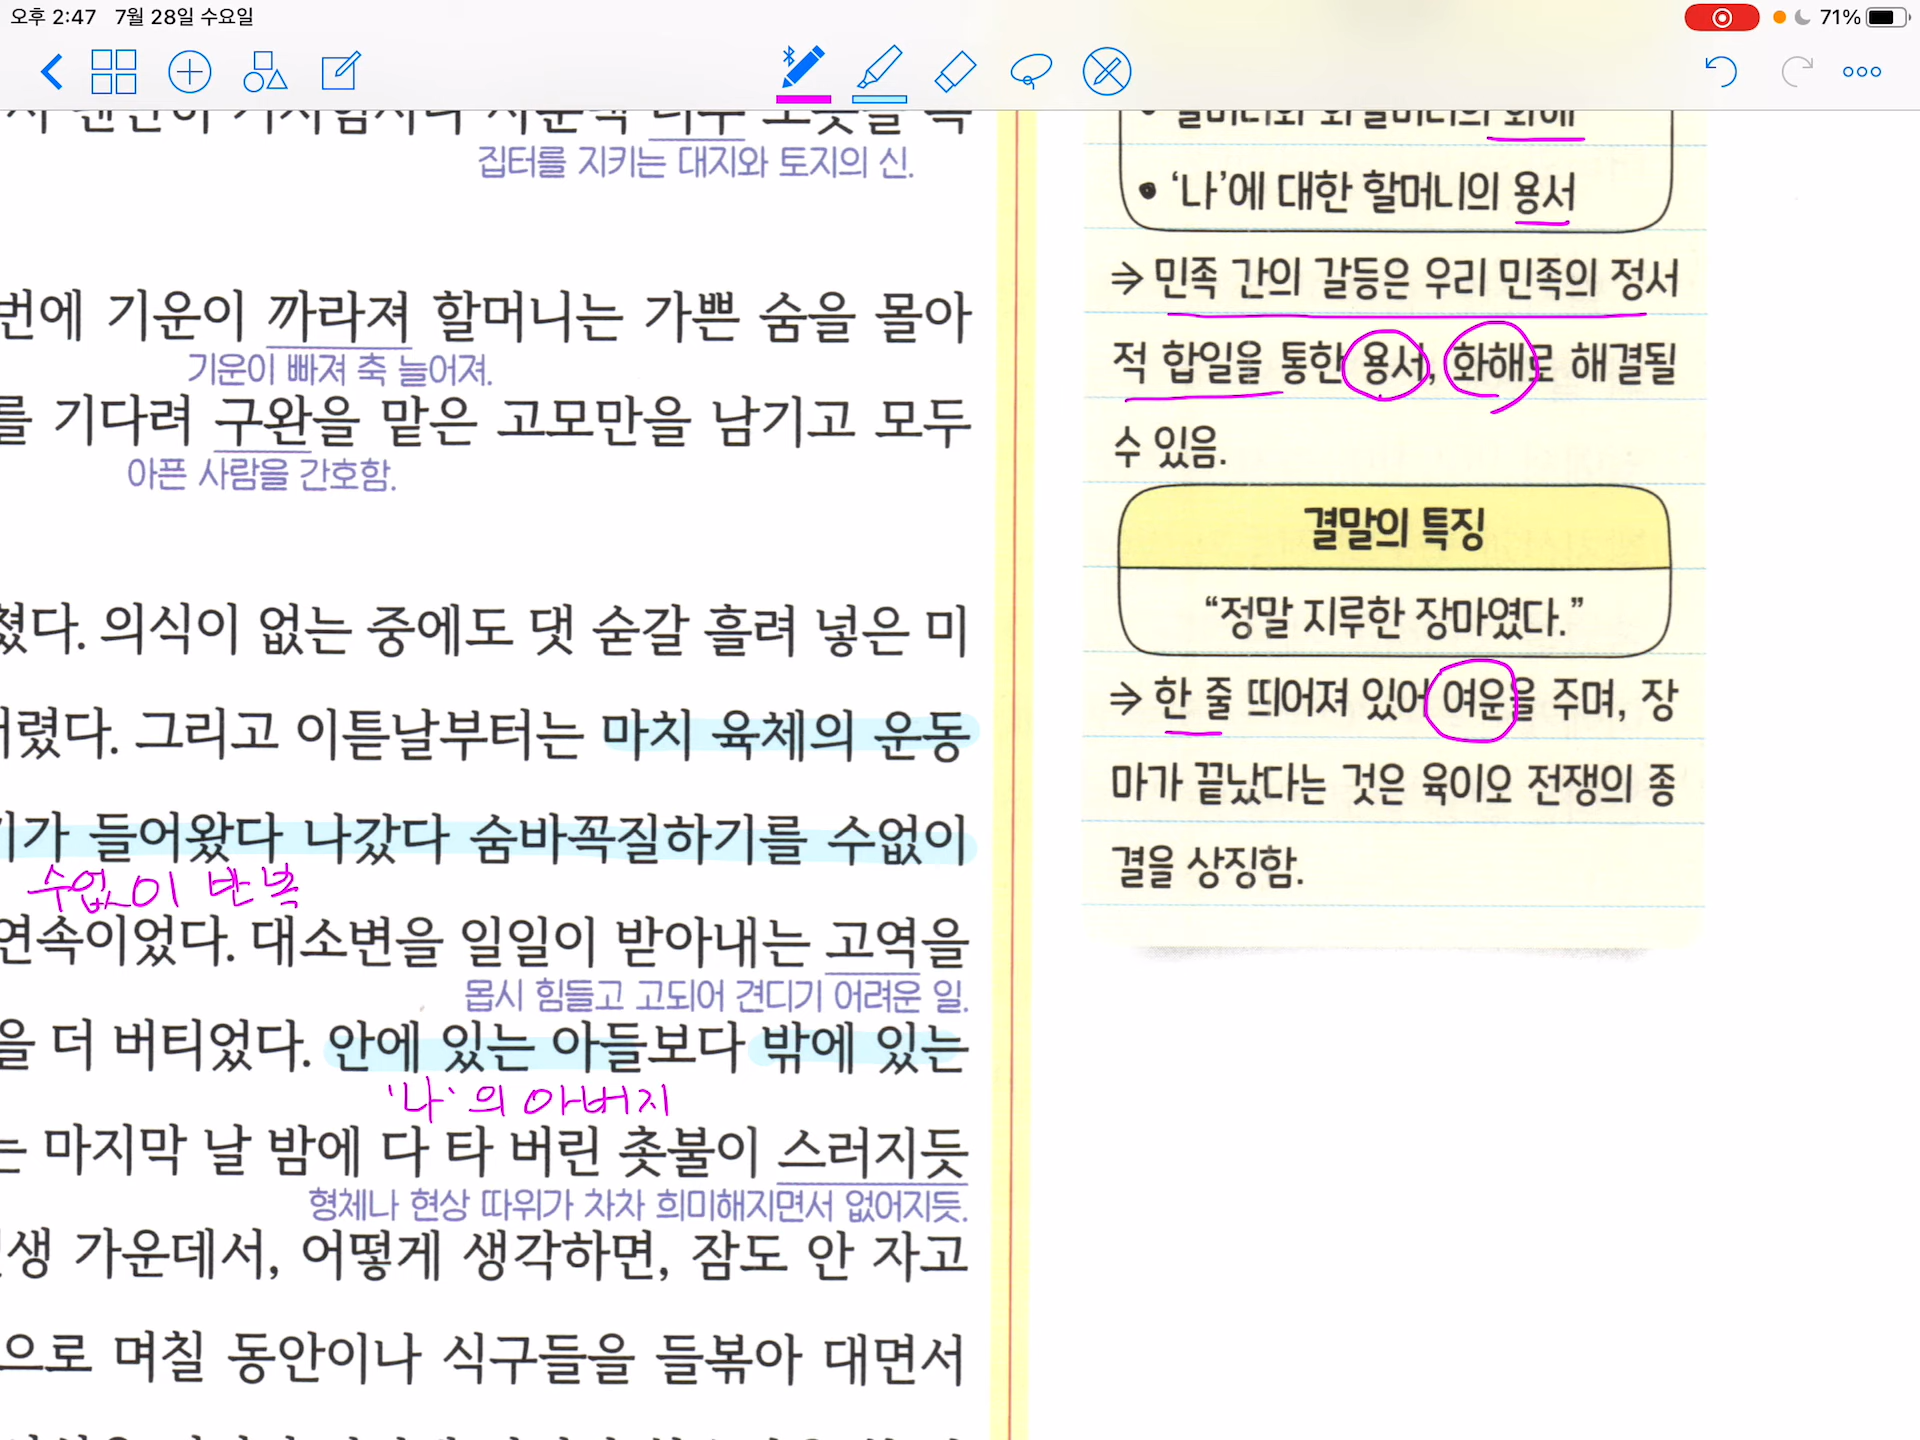 오후 2:47 7월 28일 수요일
71%
집터를 지키는 대지와 토지의 신.
번에 기운이 까라져 할머니는 가쁜 숨을 몰아
기운이 빠져 축 늘어져.
를 기다려 구완을 맡은 고모만을 남기고 모두
아픈 사람을 간호함.
쳤다. 의식이 없는 중에도 댓 숟갈 흘려 넣은 미
버렸다. 그리고 이튿날부터는 마치 육체의 운동
기가 들어왔다 나갔다 숨바꼭질하기를 수없이
수없이 반복
연속이었다. 대소변을 일일이 받아내는 고역을
몹시 힘들고 고되어 견디기 어려운 일.
을 더 버티었다. 안에 있는 아들보다 밖에 있는
'나'의 아버지
는 마지막 날 밤에 다 타 버린 촛불이 스러지듯
형체나 현상 따위가 차차 희미해지면서 없어지듯.
생 가운데서, 어떻게 생각하면, 잠도 안 자고
으로 며칠 동안이나 식구들을 들볶아 대면서
• '나'에 대한 할머니의 용서
⇒ 민족 간의 갈등은 우리 민족의 정서
적 합일을 통한 용서, 화해로 해결될
수 있음.
결말의 특징
“정말 지루한 장마였다.”
⇒ 한 줄 띄어져 있어 여운을 주며, 장
마가 끝났다는 것은 육이오 전쟁의 종
결을 상징함.